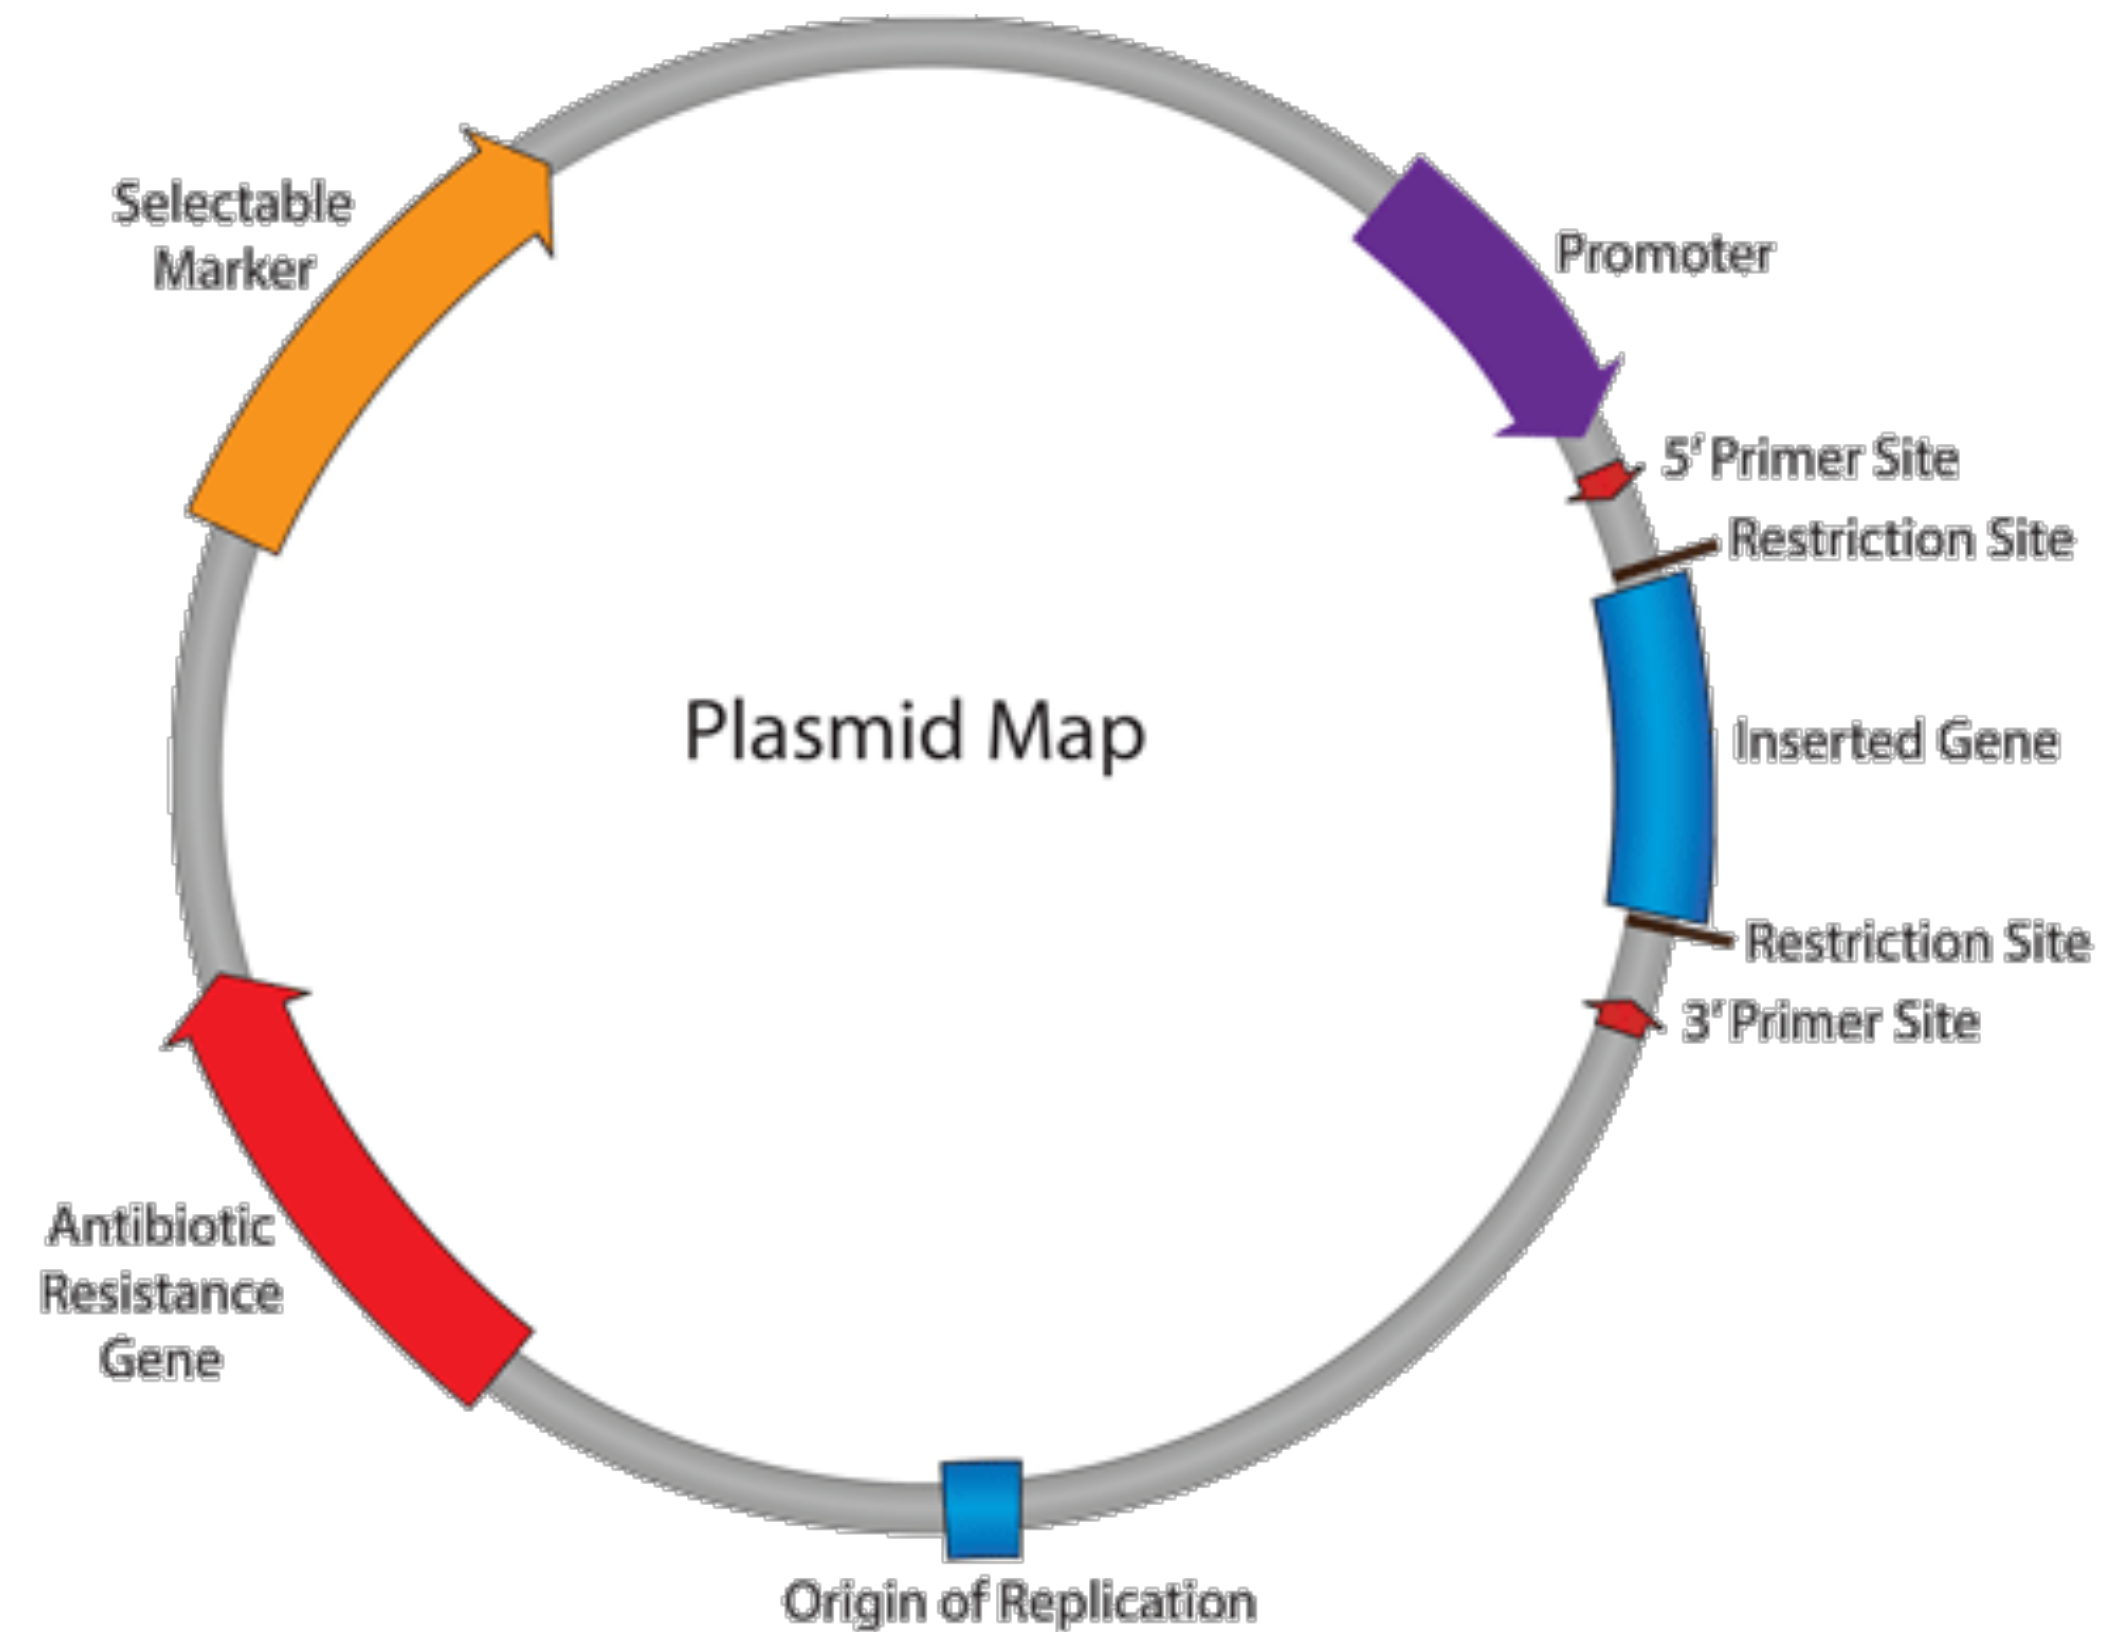 Selectable
Marker
Promoter
5' Primer Site
Restriction Site
Plasmid Map
Inserted Gene
Restriction Site
3' Primer Site
Antibiotic
Resistance
Gene
Origin of Replication